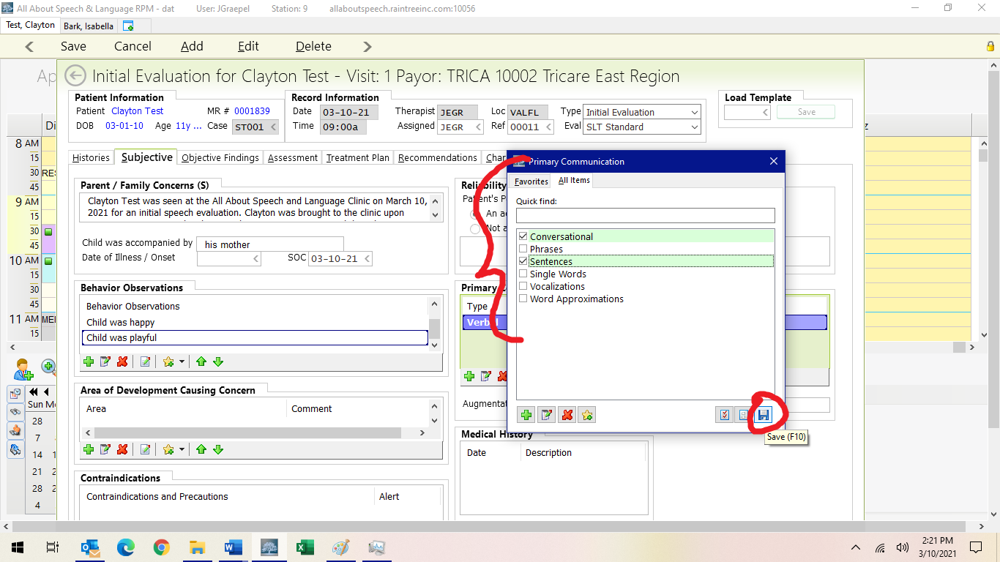 All About Speech & Language RPM - dat User: JGraepel Station: 9 allaboutspeech.raintreeinc.com:10056
Test, Clayton Bark, Isabella
Save Cancel Add Edit Delete
Ap
Initial Evaluation for Clayton Test - Visit: 1 Payor: TRICA 10002 Tricare East Region
Patient Information
Patient Clayton Test MR # 0001839
DOB 03-01-10 Age 11y ... Case ST001
Record Information
Date 03-10-21 Therapist JEGR Loc VALFL Type Initial Evaluation
Time 09:00a Assigned JEGR Ref 00011 Eval SLT Standard
Load Template
Save
Histories Subjective Objective Findings Assessment Treatment Plan Recommendations Char
Parent / Family Concerns (S)
Clayton Test was seen at the All About Speech and Language Clinic on March 10,
2021 for an initial speech evaluation. Clayton was brought to the clinic upon
Child was accompanied by his mother
Date of Illness / Onset SOC 03-10-21
Behavior Observations
Behavior Observations
Child was happy
Child was playful
Area of Development Causing Concern
Area Comment
Contraindications
Contraindications and Precautions Alert
Reliability
Patient's P
An a
Not a
Primary
Type
Verbal
Augmentat
Medical History
Date Description
Primary Communication
Favorites All Items
Quick find:
Conversational
Phrases
Sentences
Single Words
Vocalizations
Word Approximations
Save (F10)
Di
8 AM
15
30 RES
45
9 AM
15
30
45
10 AM
15
30
45
11 AM MEE
15
z
Sun Mo
28
7
14 1
21 2
28 2
4
2:21 PM
3/10/2021